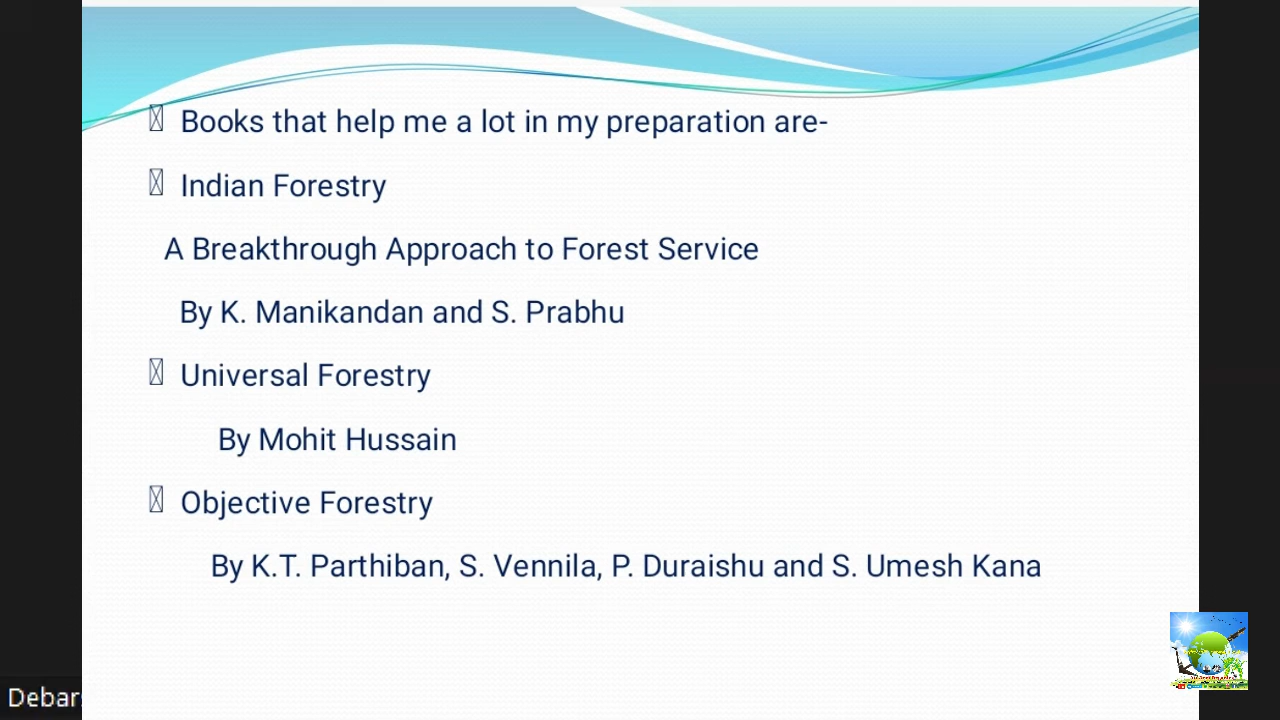 Books that help me a lot in my preparation are-
Indian Forestry
A Breakthrough Approach to Forest Service
By K. Manikandan and S. Prabhu
Universal Forestry
By Mohit Hussain
Objective Forestry
By K.T. Parthiban, S. Vennila, P. Duraishu and S. Umesh Kana
Debar